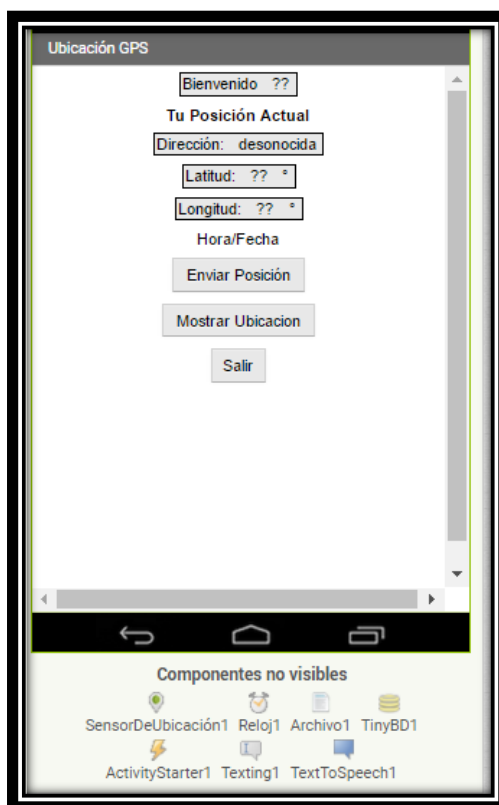 Ubicación GPS
Bienvenido ??
Tu Posición Actual
Dirección: desonocida
Latitud: ?? °
Longitud: ?? °
Hora/Fecha
Enviar Posición
Mostrar Ubicacion
Salir
Componentes no visibles
SensorDeUbicación1 Reloj1 Archivo1 TinyBD1
ActivityStarter1 Texting1 TextToSpeech1